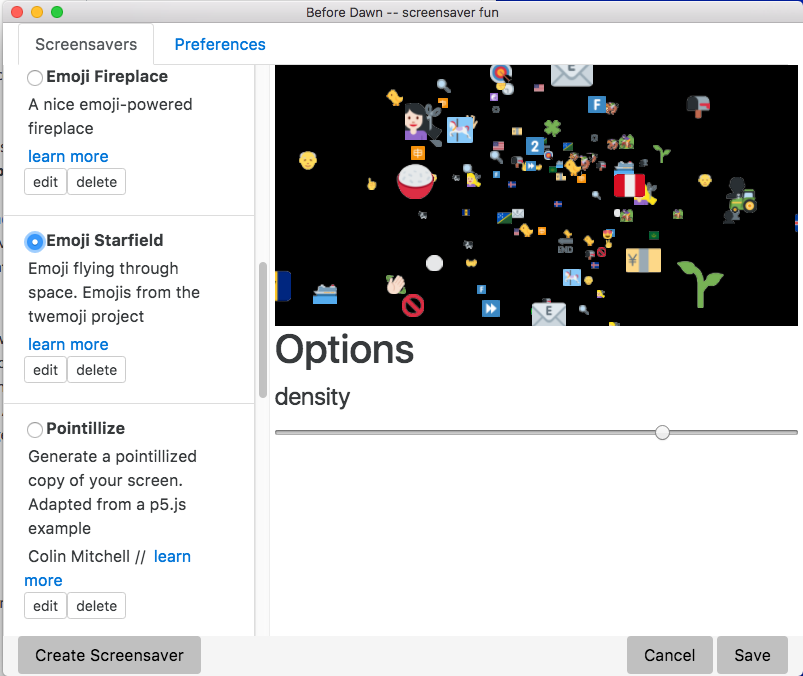 Before Dawn -- screensaver fun
Screensavers
Preferences
Emoji Fireplace
A nice emoji-powered
fireplace
learn more
edit
delete
Emoji Starfield
Emoji flying through
space. Emojis from the
twemoji project
learn more
edit
delete
Pointillize
Generate a pointillized
copy of your screen.
Adapted from a p5.js
example
Colin Mitchell // learn
more
edit
delete
E
F
2
¥
END
E
Options
density
Create Screensaver
Cancel
Save